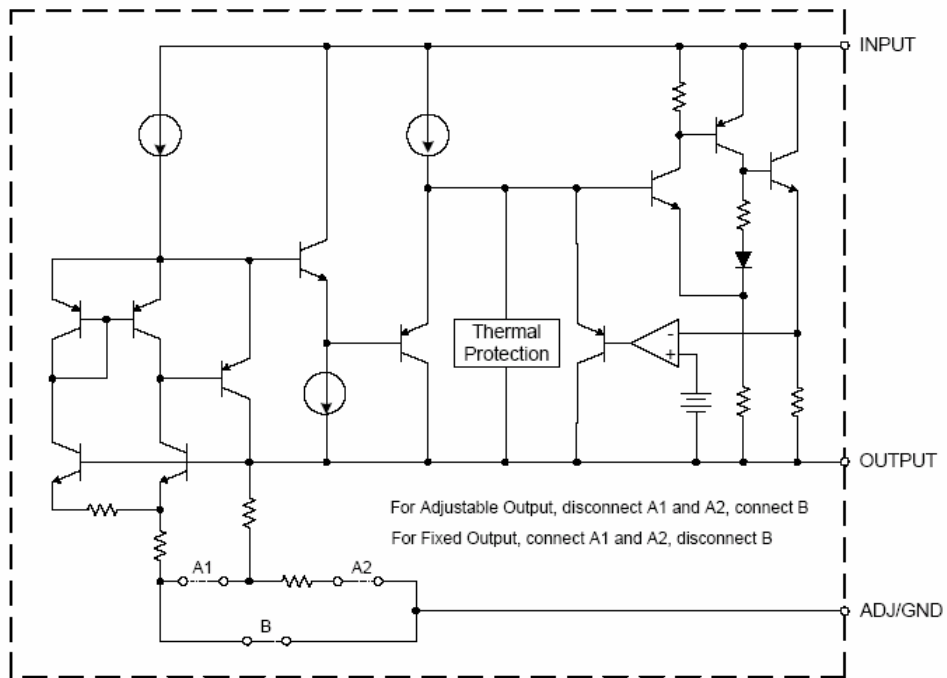 INPUT
Thermal
Protection
-
+
OUTPUT
For Adjustable Output, disconnect A1 and A2, connect B
For Fixed Output, connect A1 and A2, disconnect B
A1
A2
B
ADJ/GND